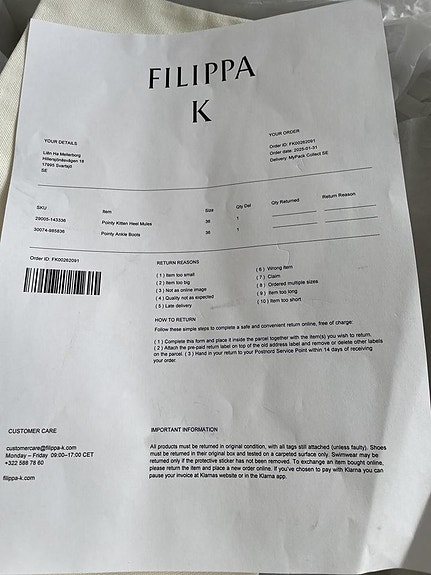 FILIPPA
K
YOUR DETAILS
Liên Ha Mellerborg
Hillersjöndevägen 18
17995 Svartsjö
SE
YOUR ORDER
Order ID: FK00262091
Order date: 2025-01-31
Delivery: MyPack Collect SE
SKU Item Size Qty Del Qty Returned Return Reason
29005-143336 Pointy Kitten Heel Mules 36 1
30074-985836 Pointy Ankle Boots 36 1
Order ID: FK00262091
RETURN REASONS
( 1 ) Item too small
( 2 ) Item too big
( 3 ) Not as online image
( 4 ) Quality not as expected
( 5 ) Late delivery
( 6 ) Wrong item
( 7 ) Claim
( 8 ) Ordered multiple sizes
( 9 ) Item too long
( 10 ) Item too short
HOW TO RETURN
Follow these simple steps to complete a safe and convenient return online, free of charge:
( 1 ) Complete this form and place it inside the parcel together with the item(s) you wish to return.
( 2 ) Attach the pre-paid return label on top of the old address label and remove or delete other labels
on the parcel. ( 3 ) Hand in your return to your Postnord Service Point within 14 days of receiving
your order.
CUSTOMER CARE
customercare@filippa-k.com
Monday – Friday 09:00–17:00 CET
+322 588 78 60
filippa-k.com
IMPORTANT INFORMATION
All products must be returned in original condition, with all tags still attached (unless faulty). Shoes
must be returned in their original box and tested on a carpeted surface only. Swimwear may be
returned only if the protective sticker has not been removed. To exchange an item bought online,
please return the item and place a new order online. If you've chosen to pay with Klarna you can
pause your invoice at Klarnas website or in the Klarna app.